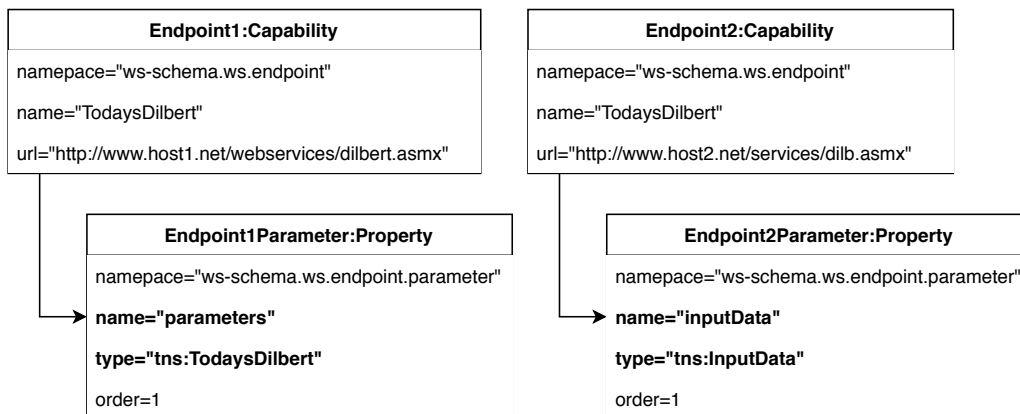 Endpoint1:Capability
namepace="ws-schema.ws.endpoint"
name="TodaysDilbert"
url="http://www.host1.net/webservices/dilbert.asmx"
Endpoint1Parameter:Property
namepace="ws-schema.ws.endpoint.parameter"
name="parameters"
type="tns:TodaysDilbert"
order=1
Endpoint2:Capability
namepace="ws-schema.ws.endpoint"
name="TodaysDilbert"
url="http://www.host2.net/services/dilb.asmx"
Endpoint2Parameter:Property
namepace="ws-schema.ws.endpoint.parameter"
name="inputData"
type="tns:InputData"
order=1